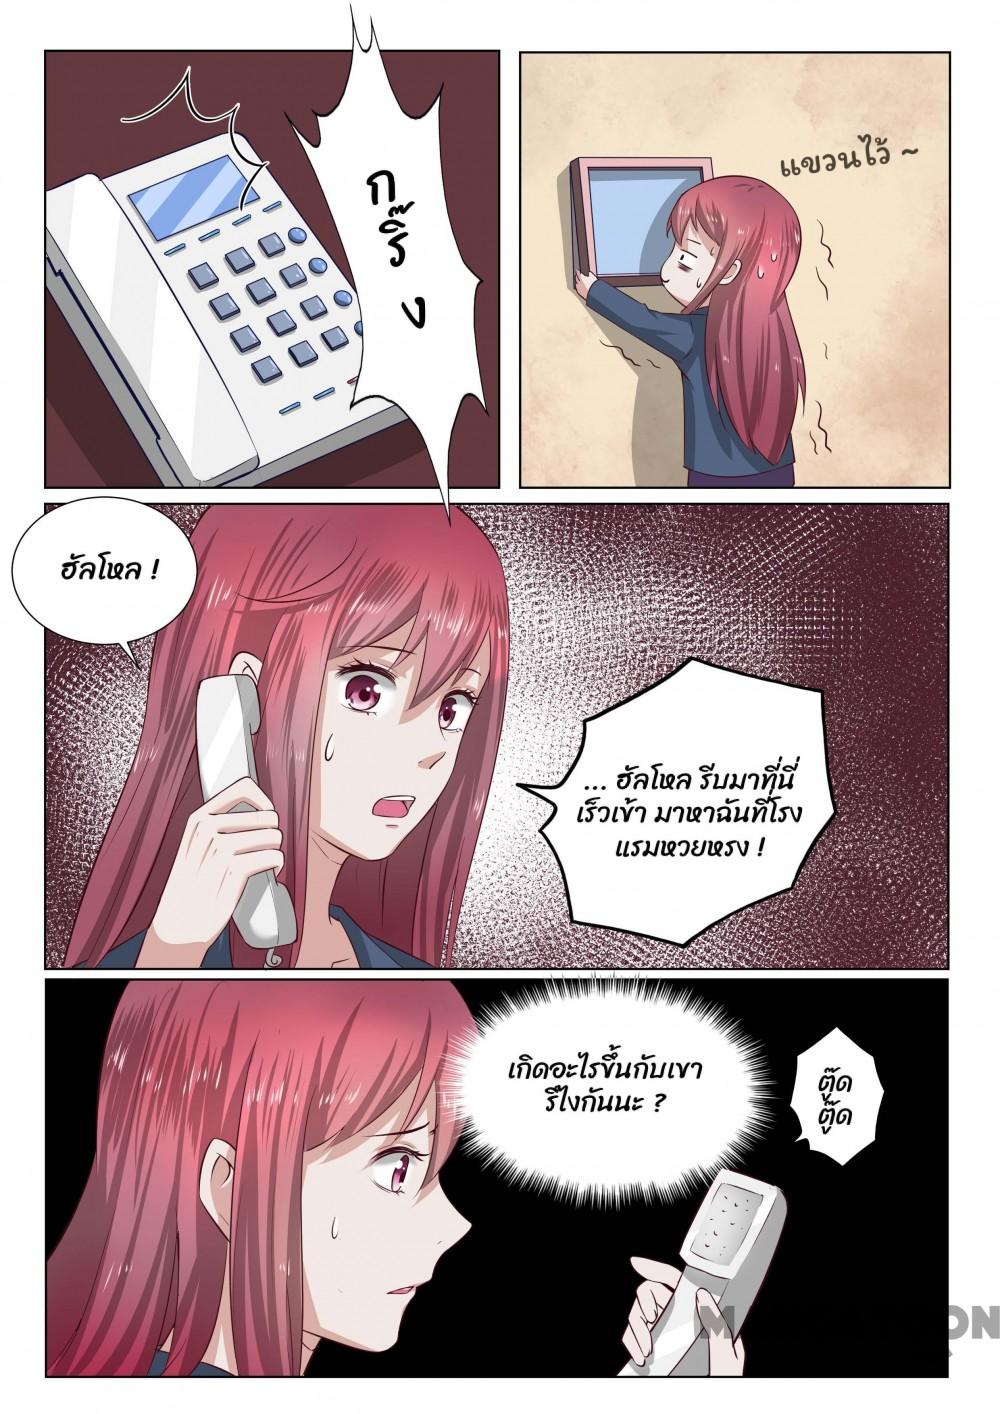 กริ๊ง
แขวนไว้ ~
ฮัลโหล !
... ฮัลโหล รีบมาที่นี่
เร็วเข้า มาหาฉันที่โรง
แรมหวยหรง !
เกิดอะไรขึ้นกับเขา
รึไงกันนะ ?
ตู๊ด
ตู๊ด